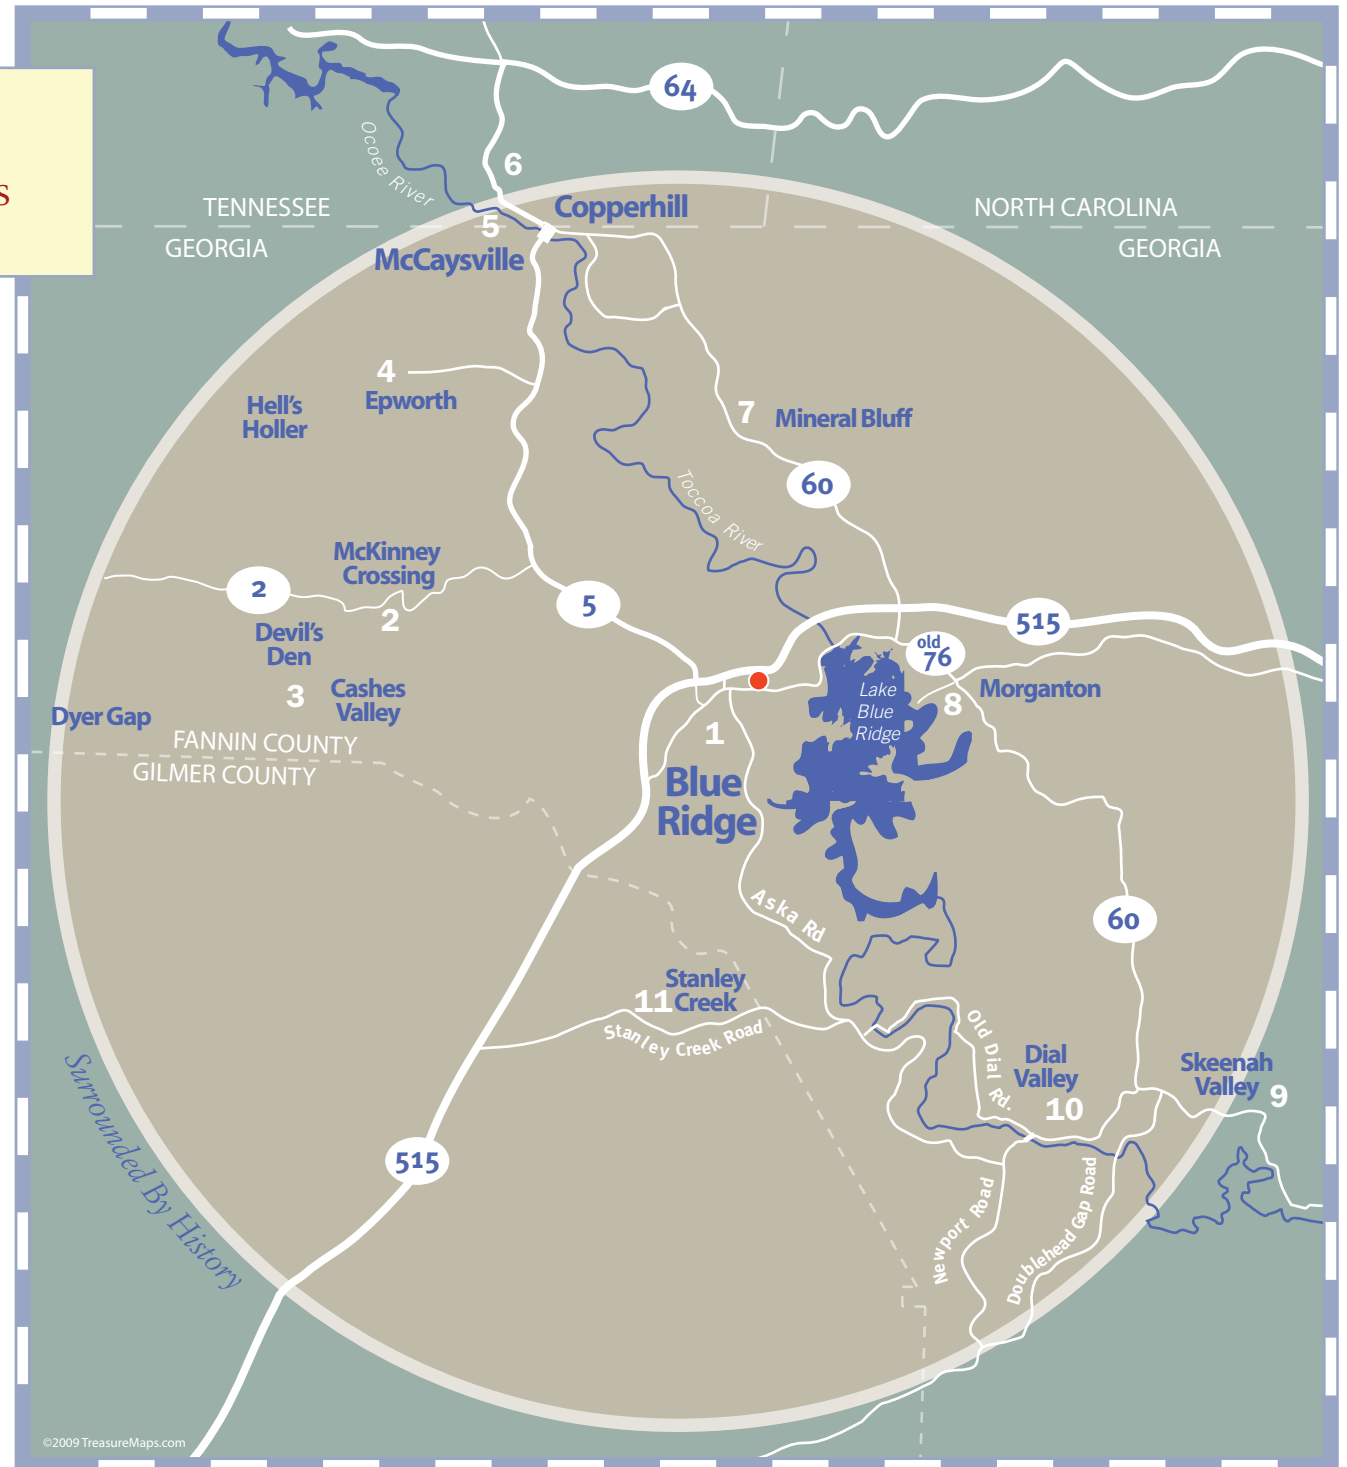 s
64
Ocoee River
6
TENNESSEE
Copperhill
NORTH CAROLINA
5
GEORGIA
GEORGIA
McCaysville
4
Epworth
Hell's
Holler
7
Mineral Bluff
60
Toccoa River
McKinney
Crossing
2
2
5
515
Devil's
Den
old
76
3
Cashes
Valley
Lake
Blue
Ridge
Morganton
8
Dyer Gap
1
FANNIN COUNTY
GILMER COUNTY
Blue
Ridge
Aska Rd
60
Stanley
Creek
11
Stanley Creek Road
Old Dial Rd.
Dial
Valley
10
Skeenah
Valley
9
Surrounded By History
515
Newport Road
Doublehead Gap Road
©2009 TreasureMaps.com